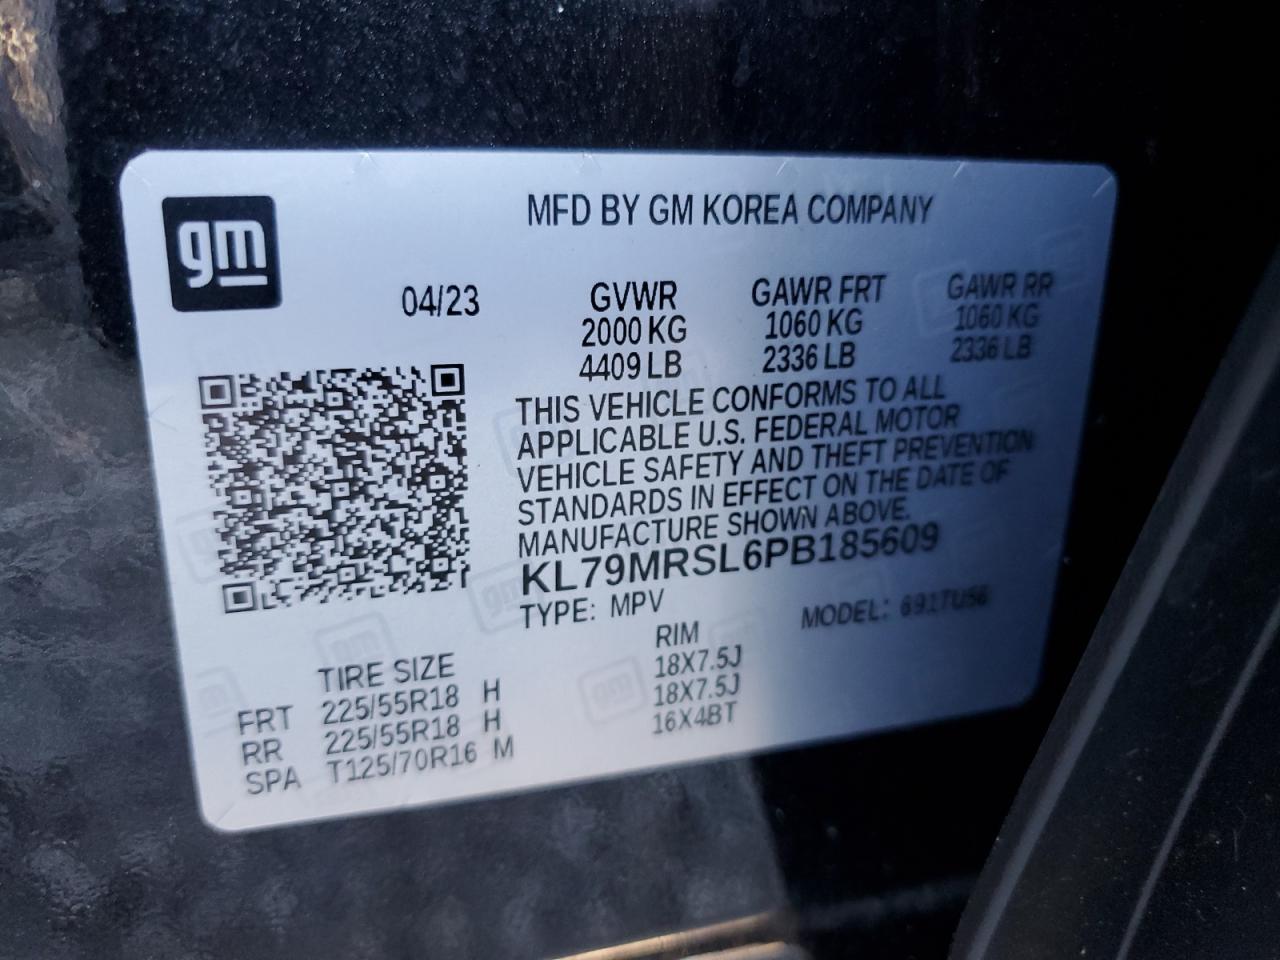 gm
MFD BY GM KOREA COMPANY
04/23
GVWR GAWR FRT GAWR RR
2000 KG 1060 KG 1060 KG
4409 LB 2336 LB 2336 LB
THIS VEHICLE CONFORMS TO ALL
APPLICABLE U.S. FEDERAL MOTOR
VEHICLE SAFETY AND THEFT PREVENTION
STANDARDS IN EFFECT ON THE DATE OF
MANUFACTURE SHOWN ABOVE.
KL79MRSL6PB185609
TYPE: MPV MODEL:
TIRE SIZE RIM
FRT 225/55R18 H 18X7.5J
RR 225/55R18 H 18X7.5J
SPA T125/70R16 M 16X4BT